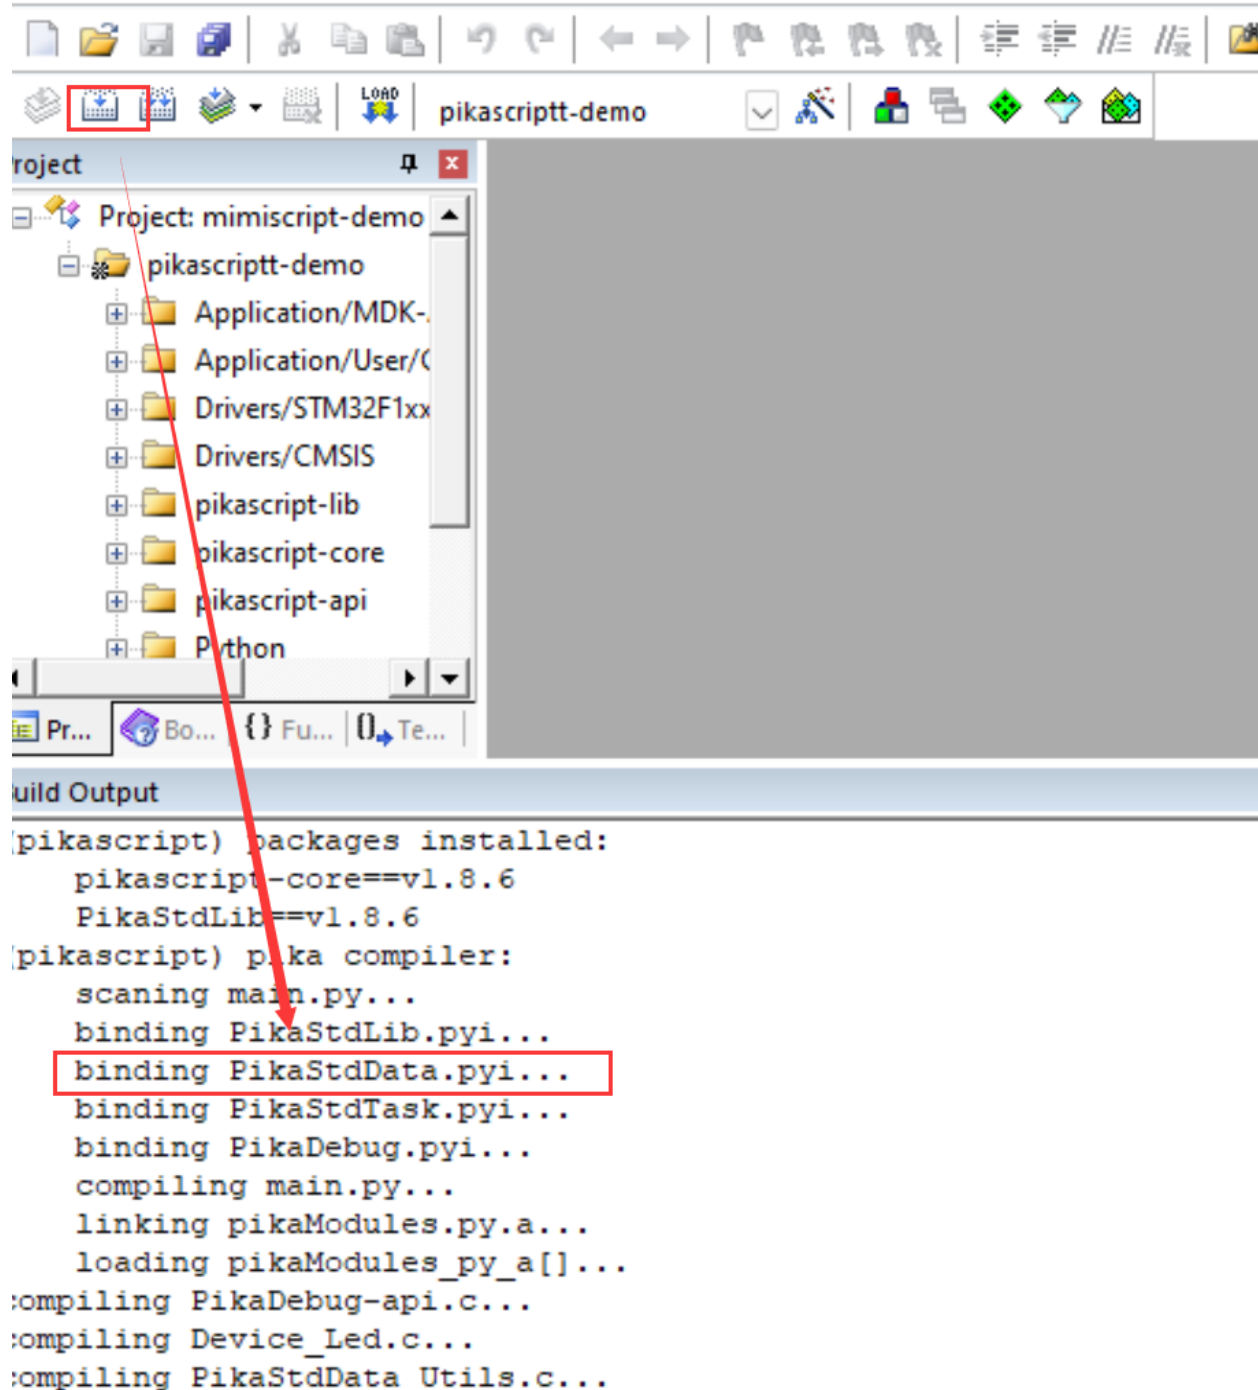 LOAD
pikascriptt-demo
roject
Project: mimiscript-demo
pikascriptt-demo
Application/MDK-
Application/User/C
Drivers/STM32F1xx
Drivers/CMSIS
pikascript-lib
pikascript-core
pikascript-api
Python
Pr... Bo... {} Fu... Te...
uild Output
(pikascript) packages installed:
pikascript-core==v1.8.6
PikaStdLib==v1.8.6
(pikascript) pika compiler:
scaning main.py...
binding PikaStdLib.pyi...
binding PikaStdData.pyi...
binding PikaStdTask.pyi...
binding PikaDebug.pyi...
compiling main.py...
linking pikaModules.py.a...
loading pikaModules_py_a[]...
compiling PikaDebug-api.c...
compiling Device_Led.c...
compiling PikaStdData_Utils.c...